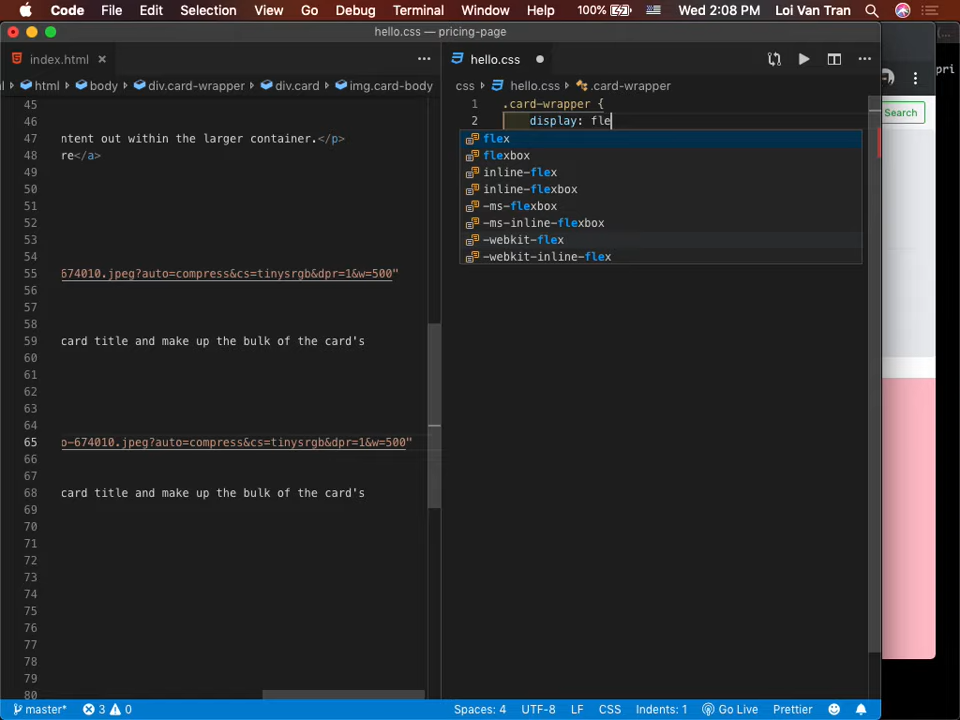 Code File Edit Selection View Go Debug Terminal Window Help 100% Wed 2:08 PM Loi Van Tran
hello.css — pricing-page
index.html
hello.css
html > body > div.card-wrapper > div.card > img.card-body
css > hello.css > .card-wrapper
45
46
47 ntent out within the larger container.</p>
48 re</a>
49
50
51
52
53
54
55 674010.jpeg?auto=compress&cs=tinysrgb&dpr=1&w=500"
56
57
58
59 card title and make up the bulk of the card's
60
61
62
63
64
65 o-674010.jpeg?auto=compress&cs=tinysrgb&dpr=1&w=500"
66
67
68 card title and make up the bulk of the card's
69
70
71
72
73
74
75
76
77
78
79
80
1 .card-wrapper {
2 display: fle
flex
flexbox
inline-flex
inline-flexbox
-ms-flexbox
-ms-inline-flexbox
-webkit-flex
-webkit-inline-flex
Search
pri
master* 3 0 Spaces: 4 UTF-8 LF CSS Indents: 1 Go Live Prettier